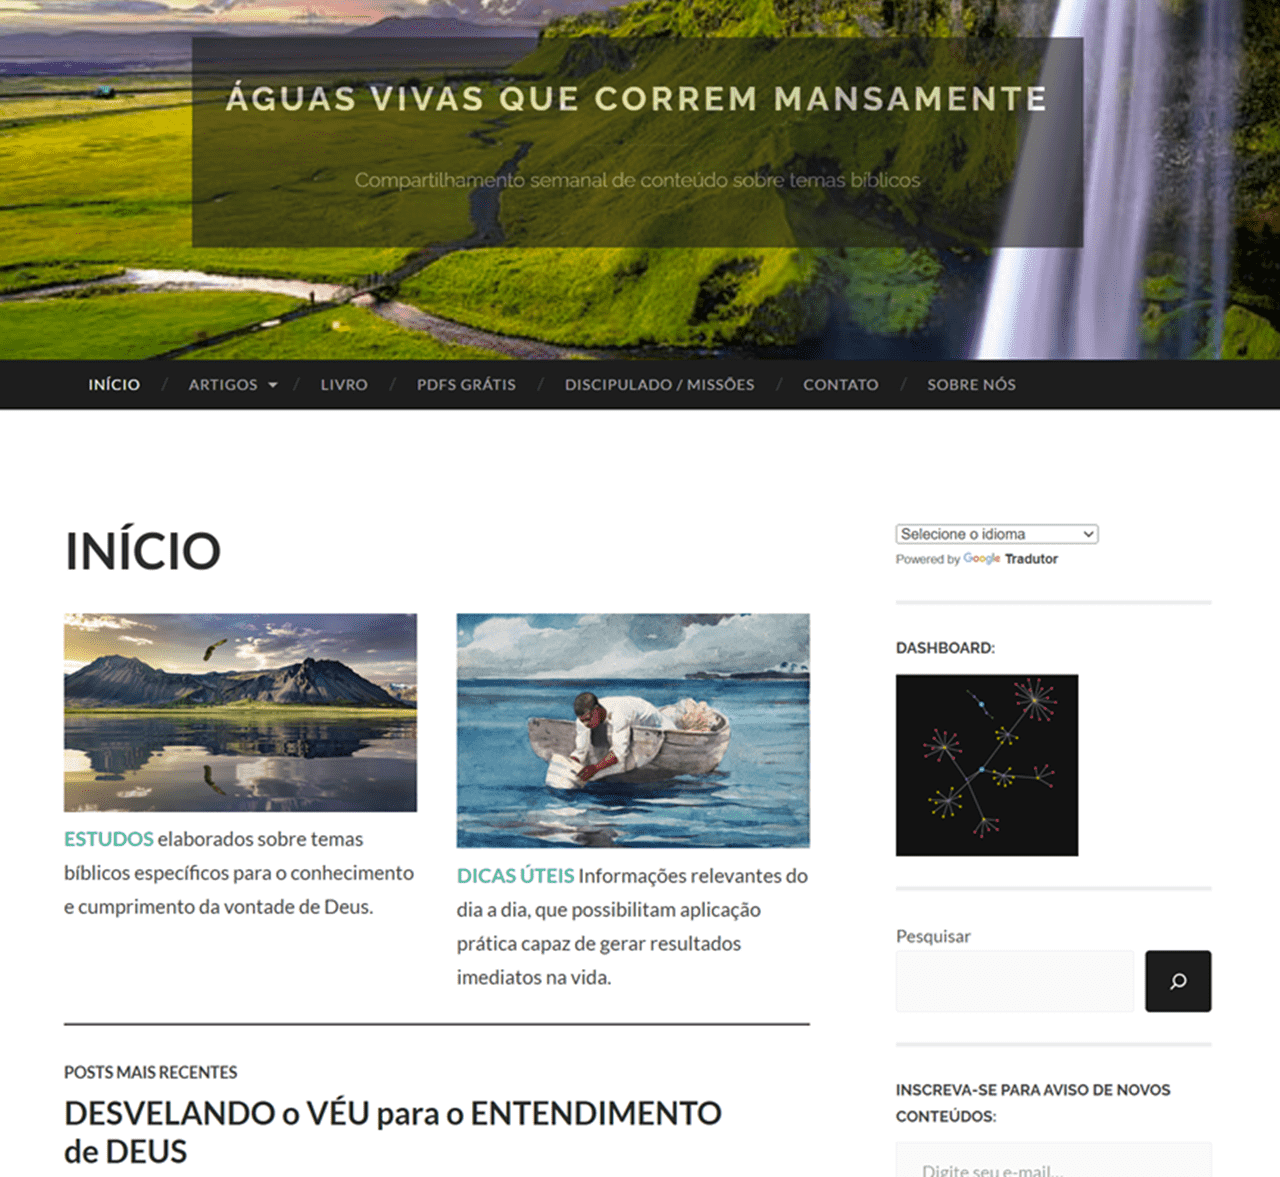 ÁGUAS VIVAS QUE CORREM MANSAMENTE
Compartilhamento semanal de conteúdo sobre temas bíblicos
INÍCIO / ARTIGOS / LIVRO / PDFS GRÁTIS / DISCIPULADO / MISSÕES / CONTATO / SOBRE NÓS
INÍCIO
ESTUDOS elaborados sobre temas
bíblicos específicos para o conhecimento
e cumprimento da vontade de Deus.
DICAS ÚTEIS Informações relevantes do
dia a dia, que possibilitam aplicação
prática capaz de gerar resultados
imediatos na vida.
POSTS MAIS RECENTES
DESVELANDO o VÉU para o ENTENDIMENTO
de DEUS
Selecione o idioma
Powered by Google Tradutor
DASHBOARD:
Pesquisar
INSCREVA-SE PARA AVISO DE NOVOS
CONTEÚDOS:
Digite seu e-mail...